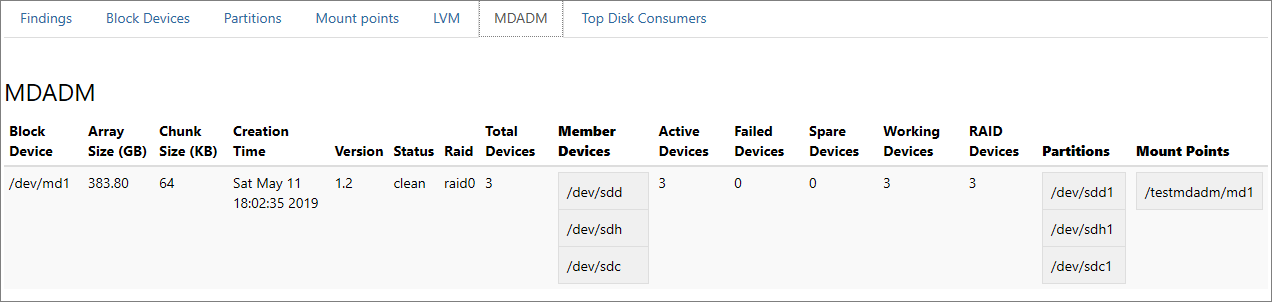 Findings Block Devices Partitions Mount points LVM MDADM Top Disk Consumers
MDADM
Block Device Array Size (GB) Chunk Size (KB) Creation Time Version Status Raid Total Devices Member Devices Active Devices Failed Devices Spare Devices Working Devices RAID Devices Partitions Mount Points
/dev/md1 383.80 64 Sat May 11 18:02:35 2019 1.2 clean raid0 3 /dev/sdd 3 0 0 3 3 /dev/sdd1 /testmdadm/md1
/dev/sdh /dev/sdh1
/dev/sdc /dev/sdc1